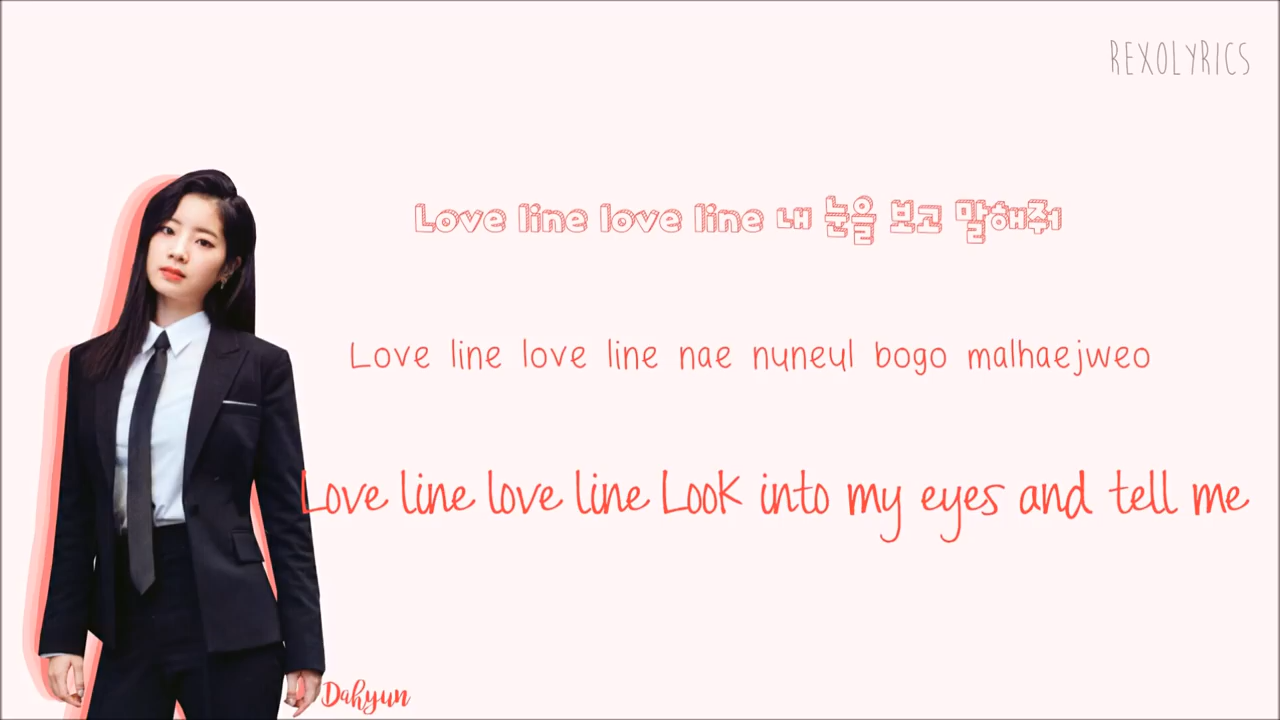 REXOLYRICS
Love line love line 내 눈을 보고 말해줘
Love line love line nae nuneul bogo malhaejweo
Love line love line Look into my eyes and tell me
Dahyun